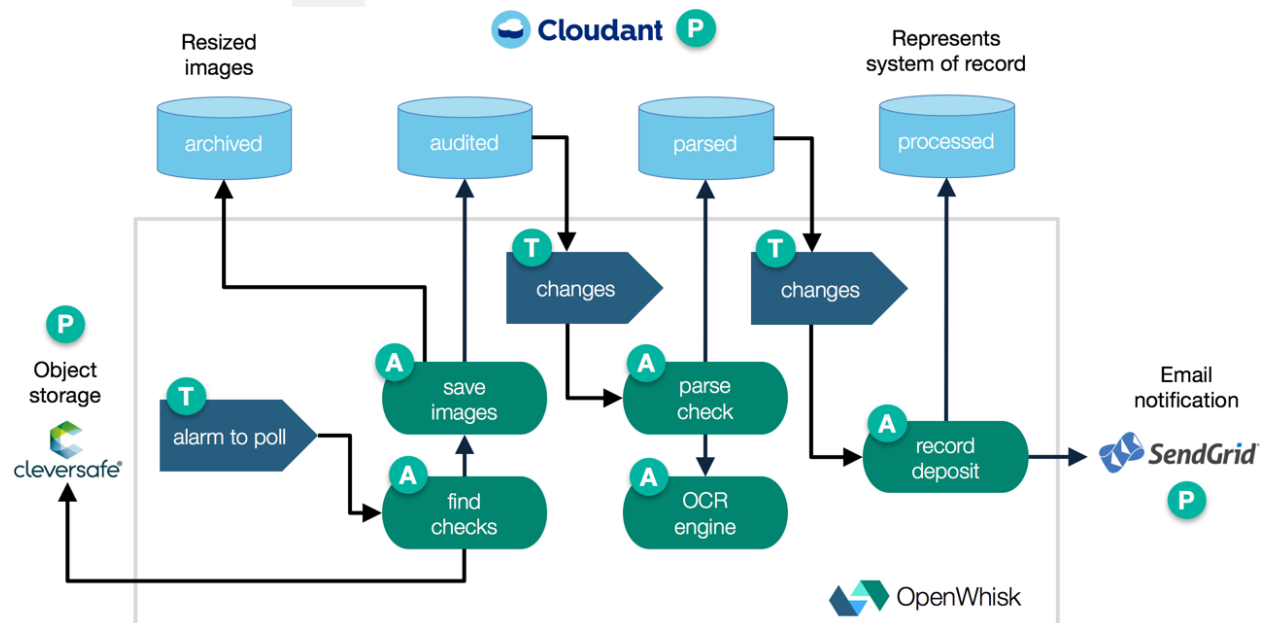 Cloudant P
Resized
images
Represents
system of record
archived
audited
parsed
processed
T
changes
T
changes
P
Object
storage
cleversafe®
T
alarm to poll
A
save
images
A
find
checks
A
parse
check
A
OCR
engine
A
record
deposit
Email
notification
SendGrid
P
OpenWhisk